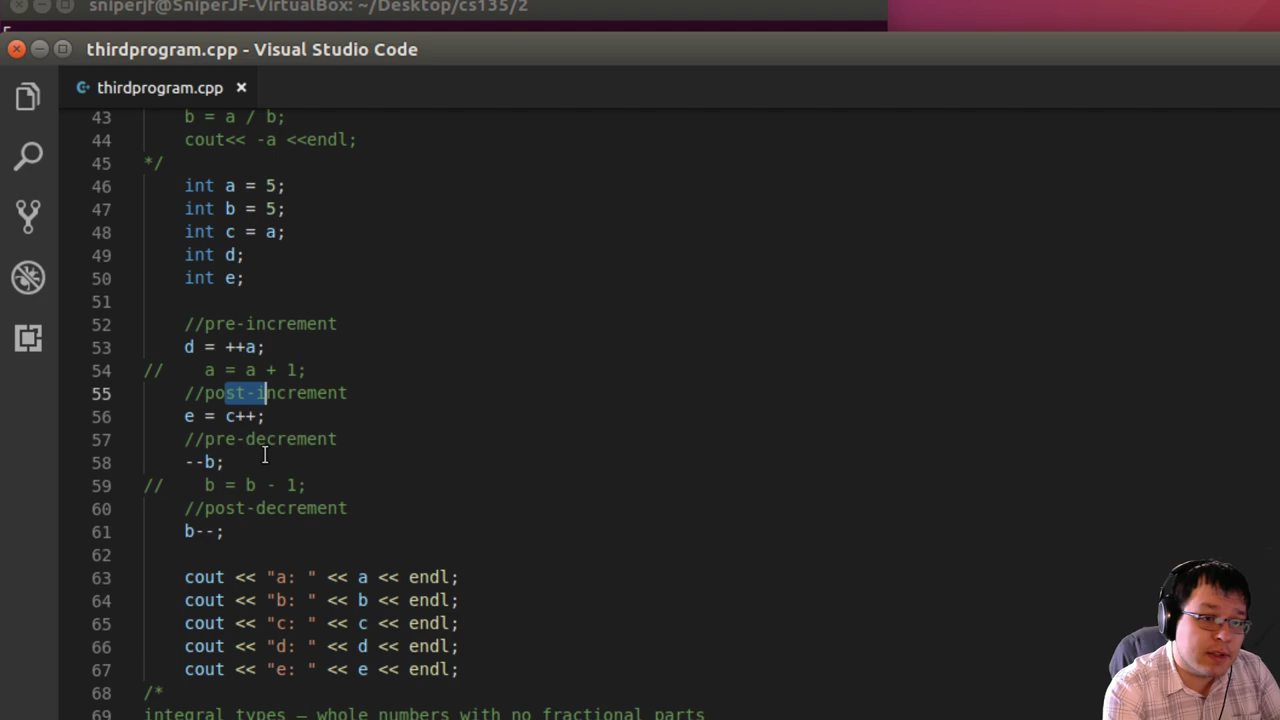 sniperjf@SniperJF-VirtualBox: ~/Desktop/cs135/2
thirdprogram.cpp - Visual Studio Code
thirdprogram.cpp ×
43 b = a / b;
44 cout<< -a <<endl;
45 */
46 int a = 5;
47 int b = 5;
48 int c = a;
49 int d;
50 int e;
51
52 //pre-increment
53 d = ++a;
54 // a = a + 1;
55 //post-increment
56 e = c++;
57 //pre-decrement
58 --b;
59 // b = b - 1;
60 //post-decrement
61 b--;
62
63 cout << "a: " << a << endl;
64 cout << "b: " << b << endl;
65 cout << "c: " << c << endl;
66 cout << "d: " << d << endl;
67 cout << "e: " << e << endl;
68 /*
69 integral types – whole numbers with no fractional parts